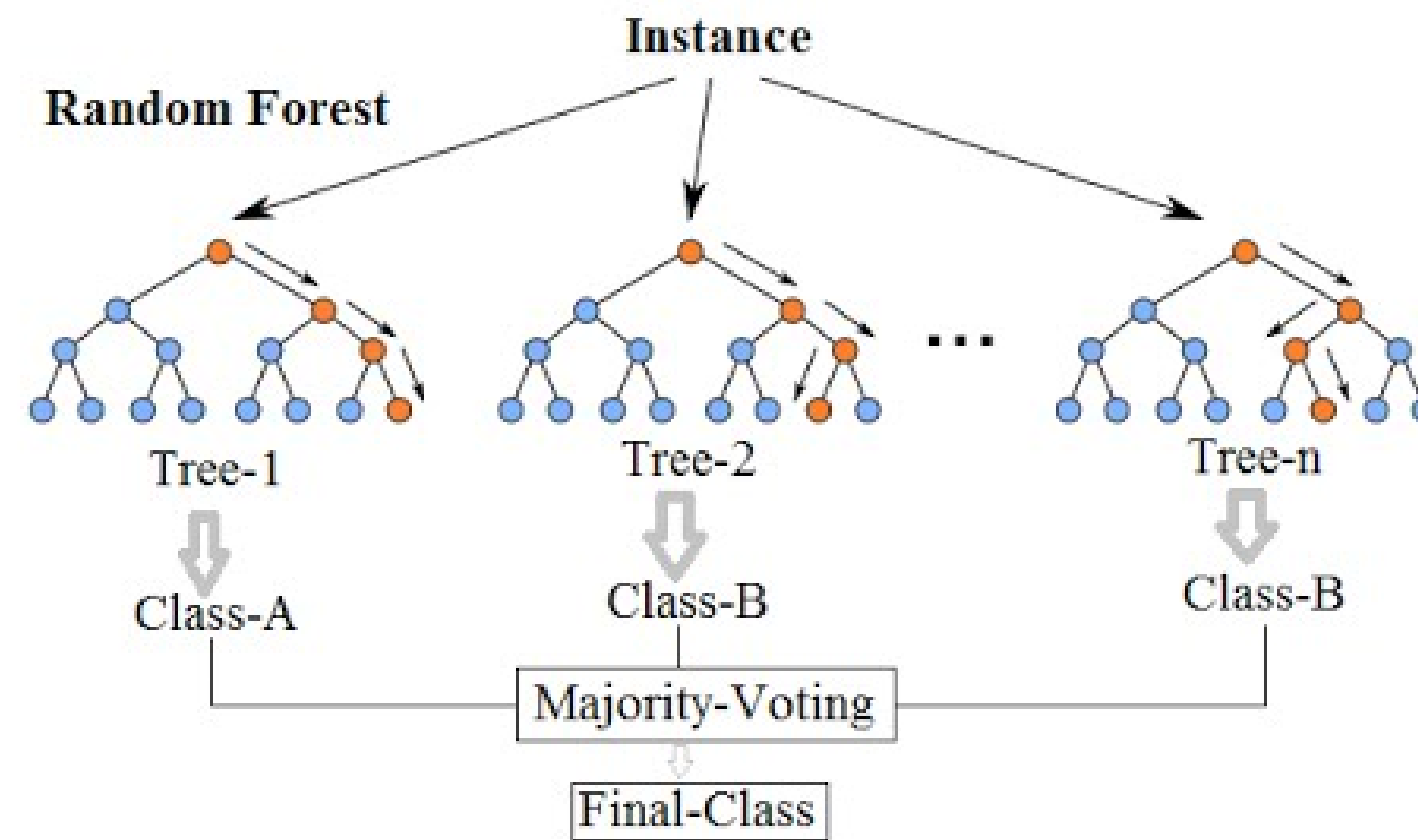 Instance
Random Forest
...
Tree-1
Tree-2
Tree-n
Class-A
Class-B
Class-B
Majority-Voting
Final-Class